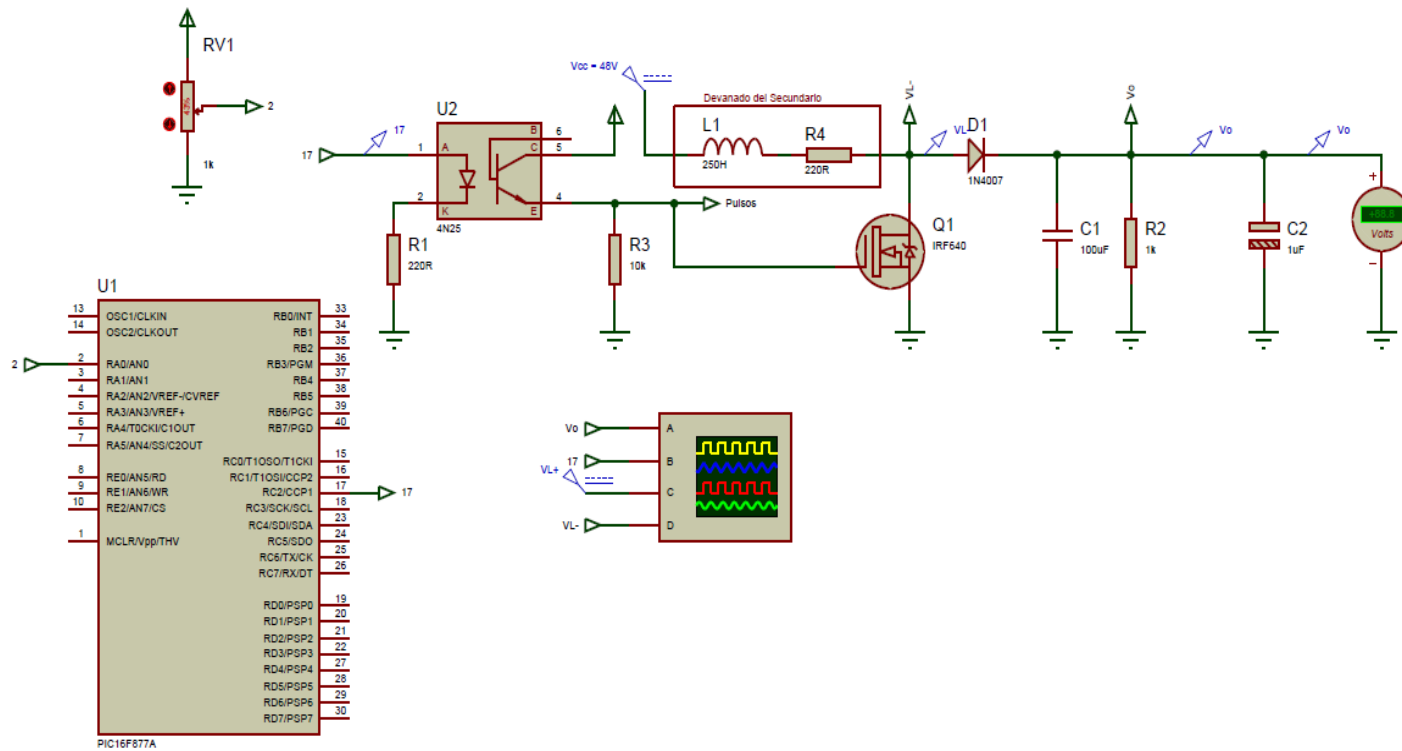 RV1
43%
2
1k
U2
17
17
1
A
2
K
B
6
C
5
4
E
4N25
R1
220R
R3
10k
Pulsos
Vcc = 48V
Devanado del Secundario
L1
250H
R4
220R
VL-
VL
D1
1N4007
Q1
IRF640
Vo
Vo
Vo
C1
100uF
R2
1k
C2
1uF
+
+88.8
Volts
−
U1
13 OSC1/CLKIN
14 OSC2/CLKOUT
2
2 RA0/AN0
3 RA1/AN1
4 RA2/AN2/VREF-/CVREF
5 RA3/AN3/VREF+
6 RA4/T0CKI/C1OUT
7 RA5/AN4/SS/C2OUT
8 RE0/AN5/RD
9 RE1/AN6/WR
10 RE2/AN7/CS
1 MCLR/Vpp/THV
RB0/INT 33
RB1 34
RB2 35
RB3/PGM 36
RB4 37
RB5 38
RB6/PGC 39
RB7/PGD 40
RC0/T1OSO/T1CKI 15
RC1/T1OSI/CCP2 16
RC2/CCP1 17
17
RC3/SCK/SCL 18
RC4/SDI/SDA 23
RC5/SDO 24
RC6/TX/CK 25
RC7/RX/DT 26
RD0/PSP0 19
RD1/PSP1 20
RD2/PSP2 21
RD3/PSP3 22
RD4/PSP4 27
RD5/PSP5 28
RD6/PSP6 29
RD7/PSP7 30
PIC16F877A
Vo
A
17
B
VL+
C
VL-
D